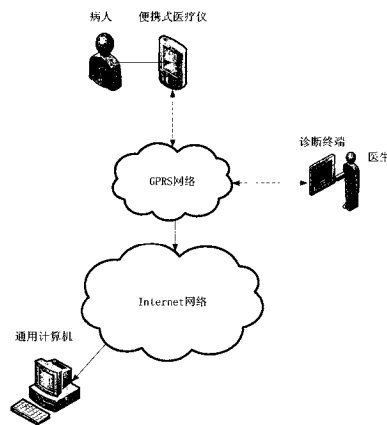 病人
便携式医疗仪
诊断终端
医生
GPRS网络
Internet网络
通用计算机